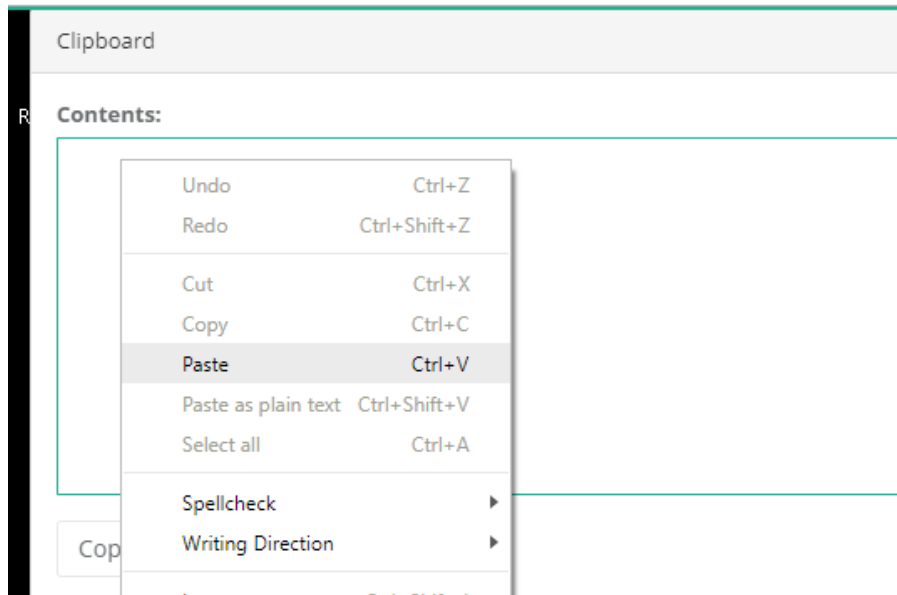 Clipboard
R
Contents:
Undo Ctrl+Z
Redo Ctrl+Shift+Z
Cut Ctrl+X
Copy Ctrl+C
Paste Ctrl+V
Paste as plain text Ctrl+Shift+V
Select all Ctrl+A
Spellcheck
Cop
Writing Direction